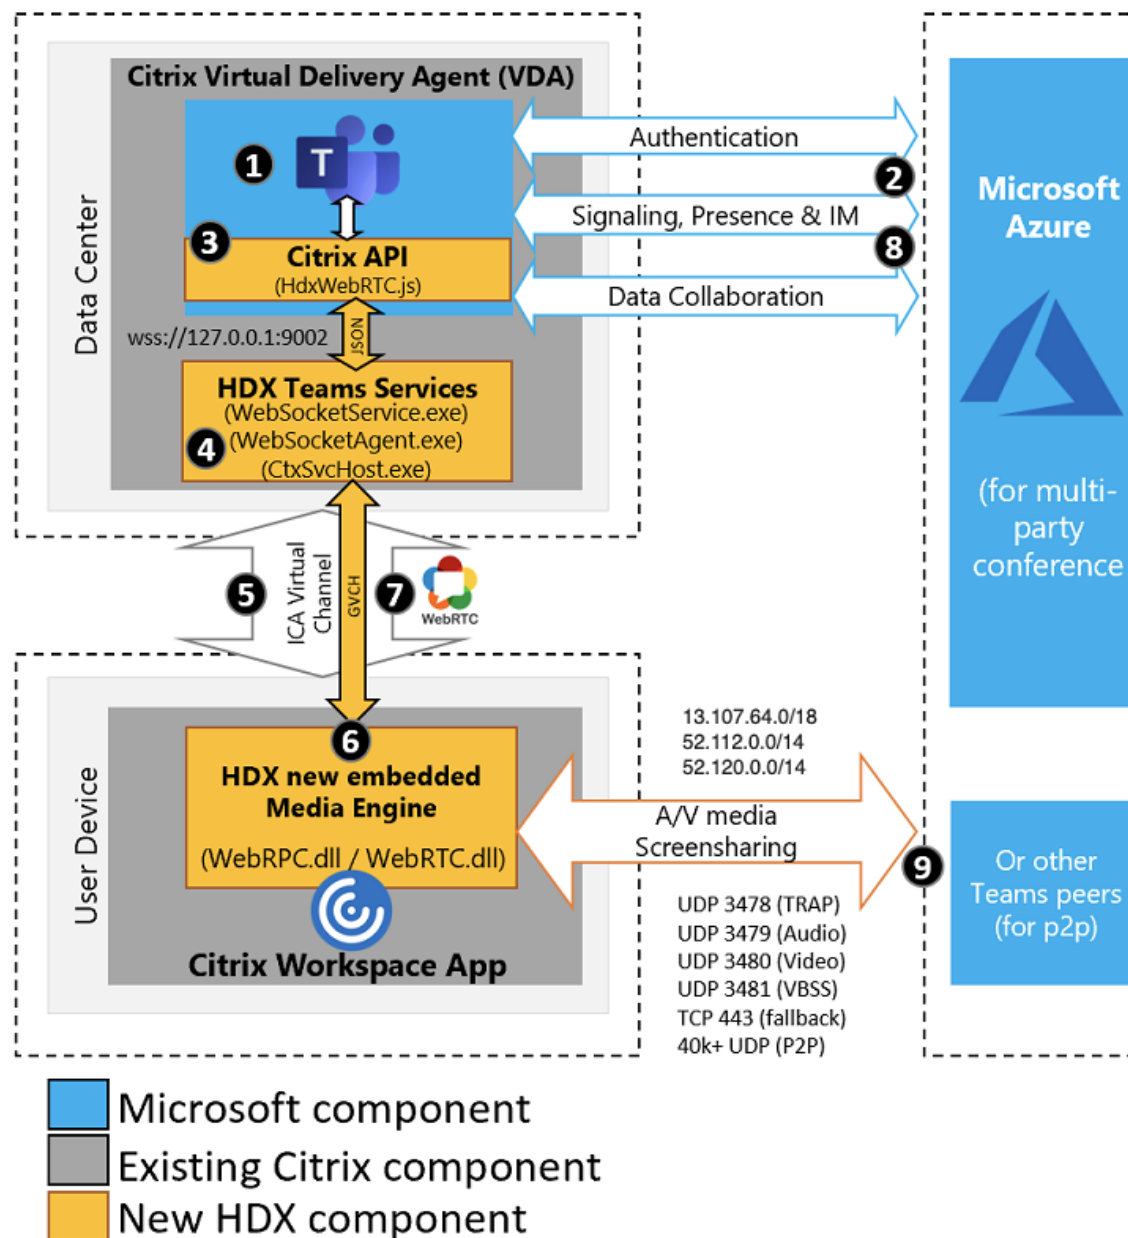 Citrix Virtual Delivery Agent (VDA)
Data Center
1
T
3
Citrix API
(HdxWebRTC.js)
wss://127.0.0.1:9002
JSON
HDX Teams Services
(WebSocketService.exe)
4
(WebSocketAgent.exe)
(CtxSvcHost.exe)
Authentication
2
Signaling, Presence & IM
8
Data Collaboration
Microsoft
Azure
(for multi-
party
conference
5
ICA Virtual
Channel
GVCH
7
WebRTC
User Device
6
HDX new embedded
Media Engine
(WebRPC.dll / WebRTC.dll)
Citrix Workspace App
13.107.64.0/18
52.112.0.0/14
52.120.0.0/14
A/V media
Screensharing
9
UDP 3478 (TRAP)
UDP 3479 (Audio)
UDP 3480 (Video)
UDP 3481 (VBSS)
TCP 443 (fallback)
40k+ UDP (P2P)
Or other
Teams peers
(for p2p)
Microsoft component
Existing Citrix component
New HDX component